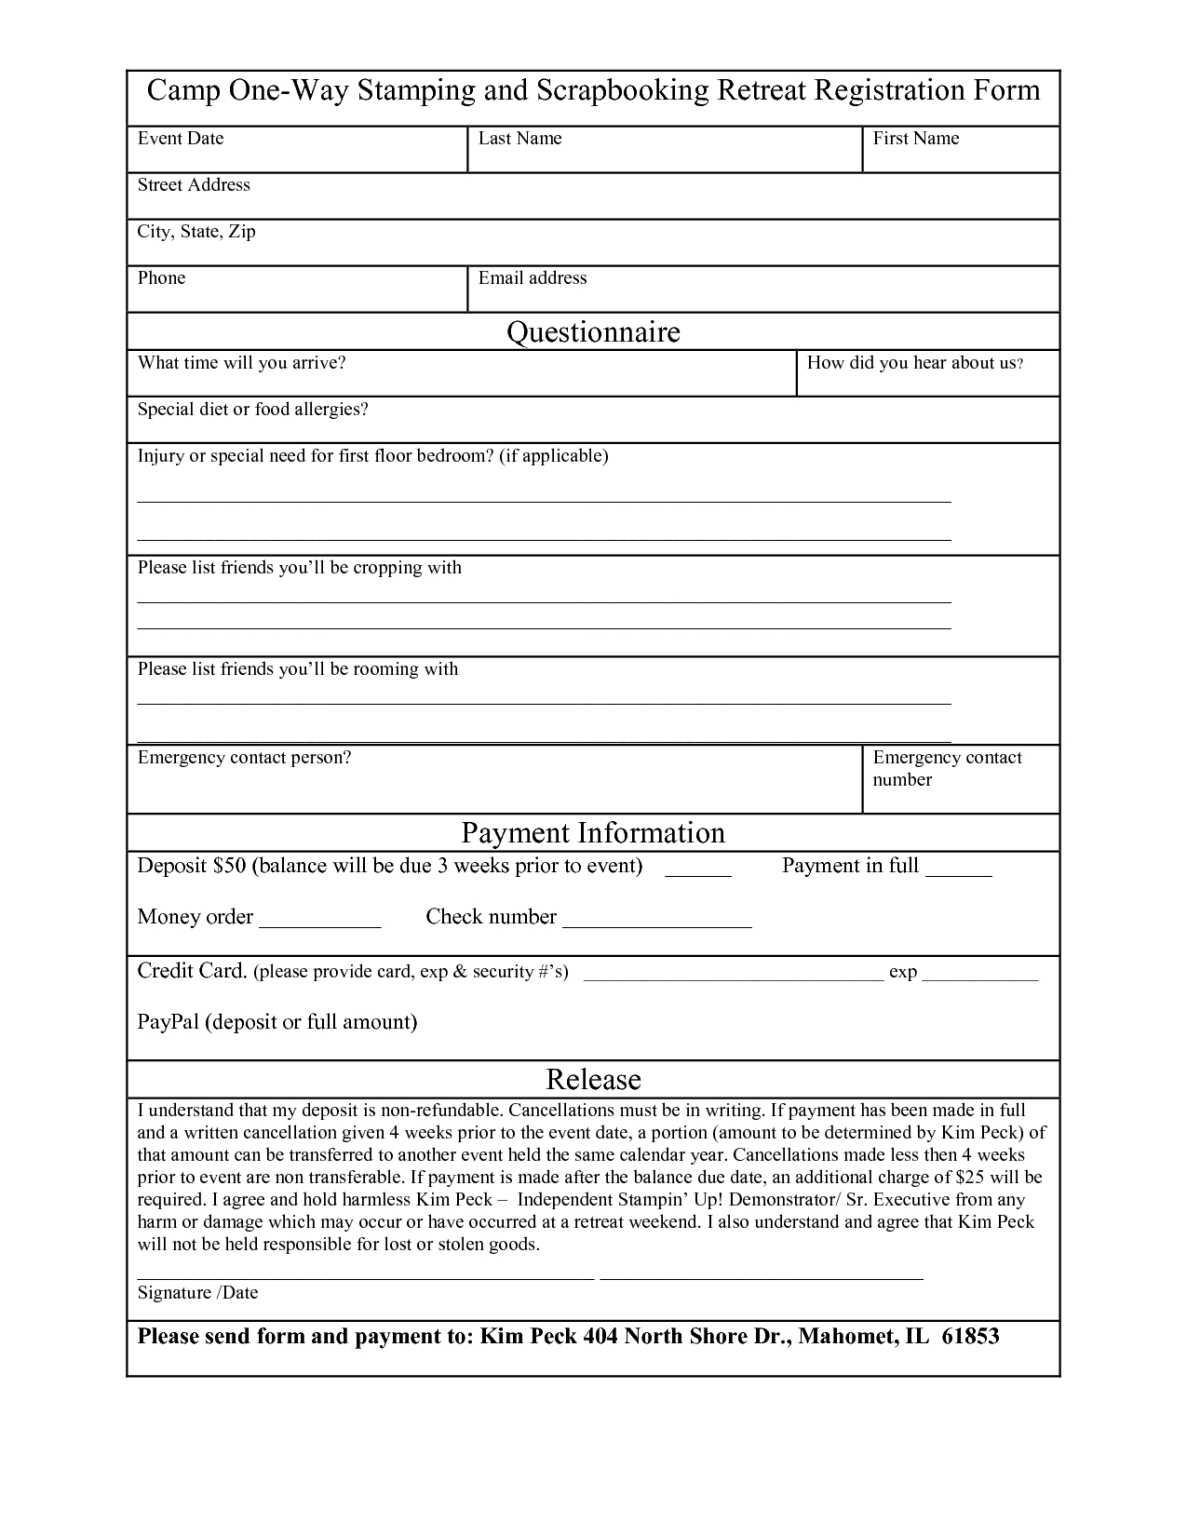 Camp One-Way Stamping and Scrapbooking Retreat Registration Form
Event Date Last Name First Name
Street Address
City, State, Zip
Phone Email address
Questionnaire
What time will you arrive? How did you hear about us?
Special diet or food allergies?
Injury or special need for first floor bedroom? (if applicable)
Please list friends you’ll be cropping with
Please list friends you’ll be rooming with
Emergency contact person? Emergency contact
number
Payment Information
Deposit $50 (balance will be due 3 weeks prior to event) ______ Payment in full ______
Money order ___________ Check number _________________
Credit Card. (please provide card, exp & security #’s) _______________________________ exp ____________
PayPal (deposit or full amount)
Release
I understand that my deposit is non-refundable. Cancellations must be in writing. If payment has been made in full
and a written cancellation given 4 weeks prior to the event date, a portion (amount to be determined by Kim Peck) of
that amount can be transferred to another event held the same calendar year. Cancellations made less then 4 weeks
prior to event are non transferable. If payment is made after the balance due date, an additional charge of $25 will be
required. I agree and hold harmless Kim Peck – Independent Stampin’ Up! Demonstrator/ Sr. Executive from any
harm or damage which may occur or have occurred at a retreat weekend. I also understand and agree that Kim Peck
will not be held responsible for lost or stolen goods.
Signature /Date
Please send form and payment to: Kim Peck 404 North Shore Dr., Mahomet, IL 61853